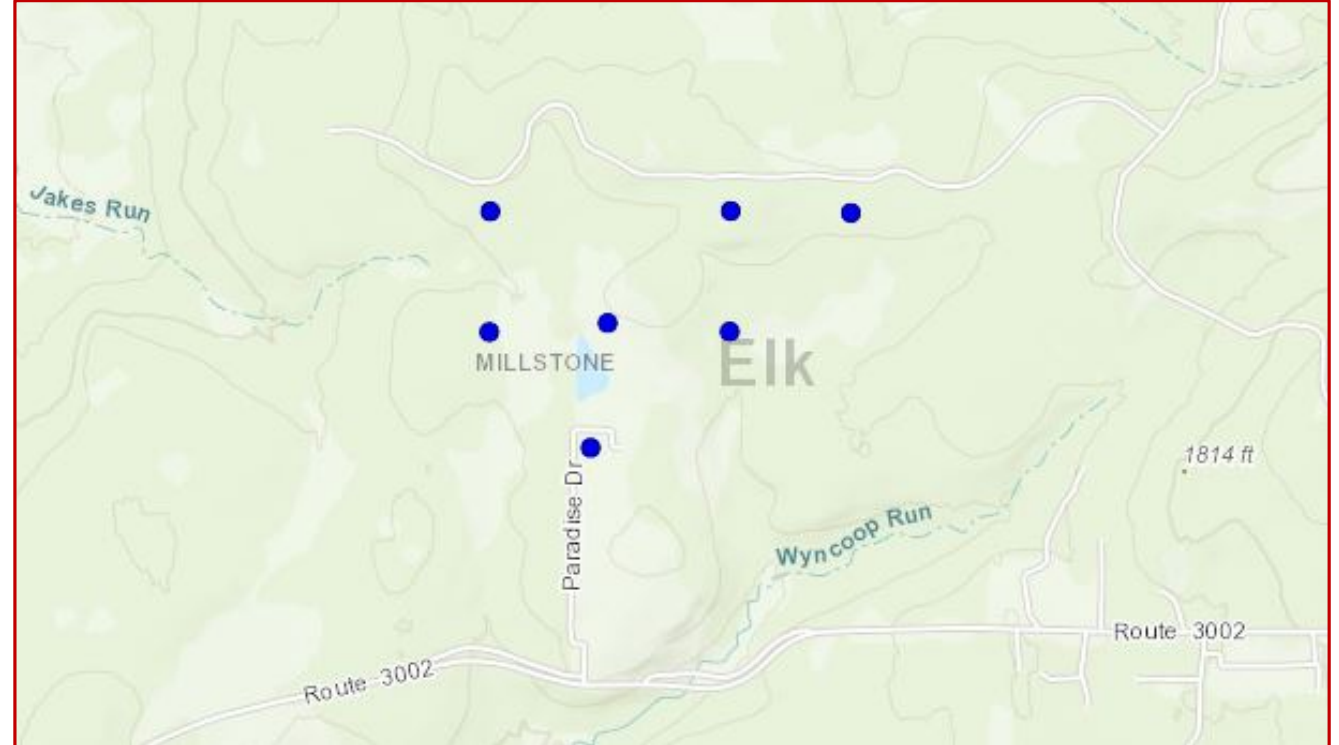 Jakes Run
MILLSTONE
Elk
1814 ft
Paradise Dr
Wyncoop Run
Route 3002
Route 3002